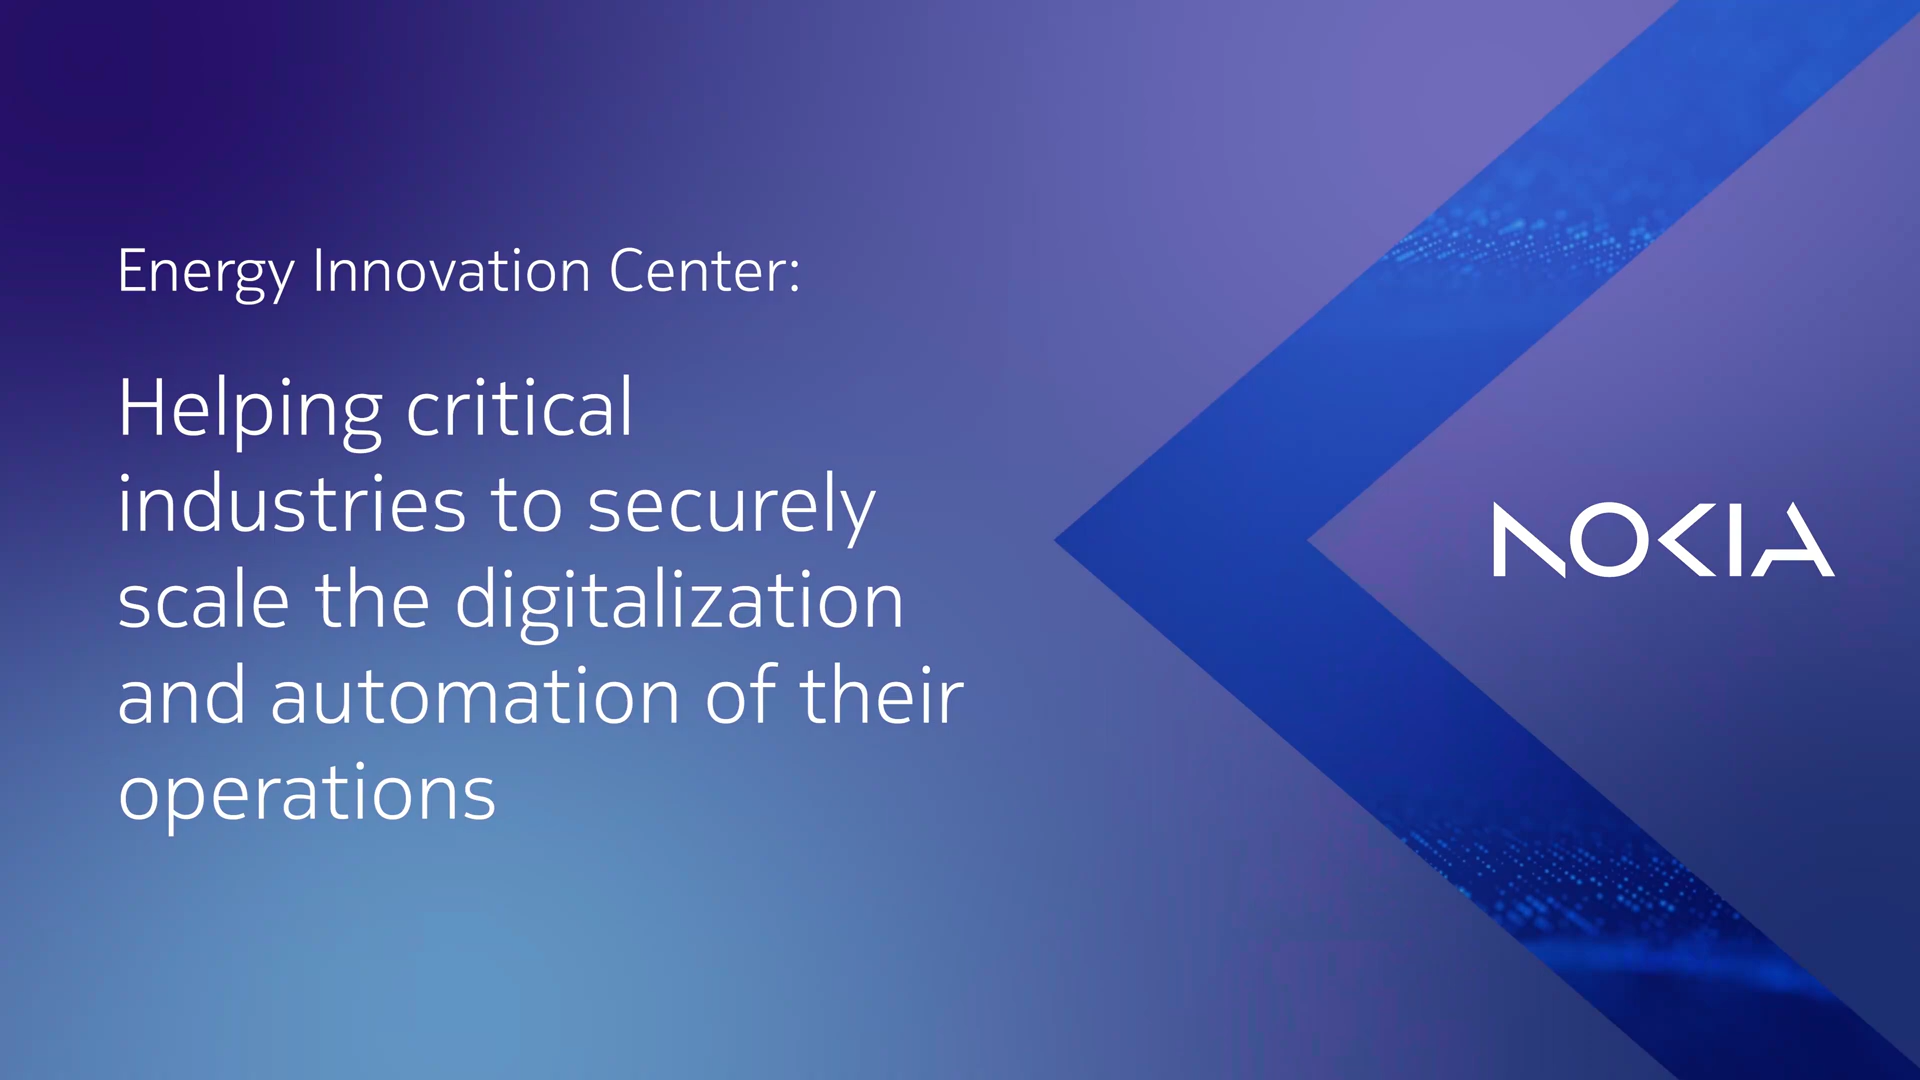 Energy Innovation Center:
Helping critical
industries to securely
scale the digitalization
and automation of their
operations
NOKIA